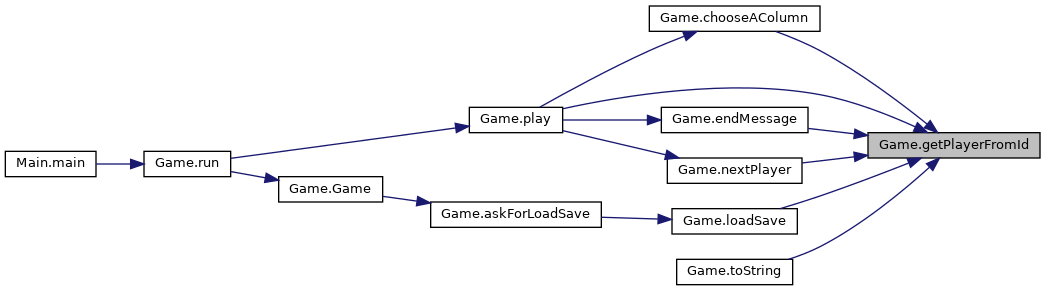 Game.chooseAColumn
Game.play
Game.endMessage
Game.getPlayerFromId
Main.main
Game.run
Game.nextPlayer
Game.Game
Game.askForLoadSave
Game.loadSave
Game.toString